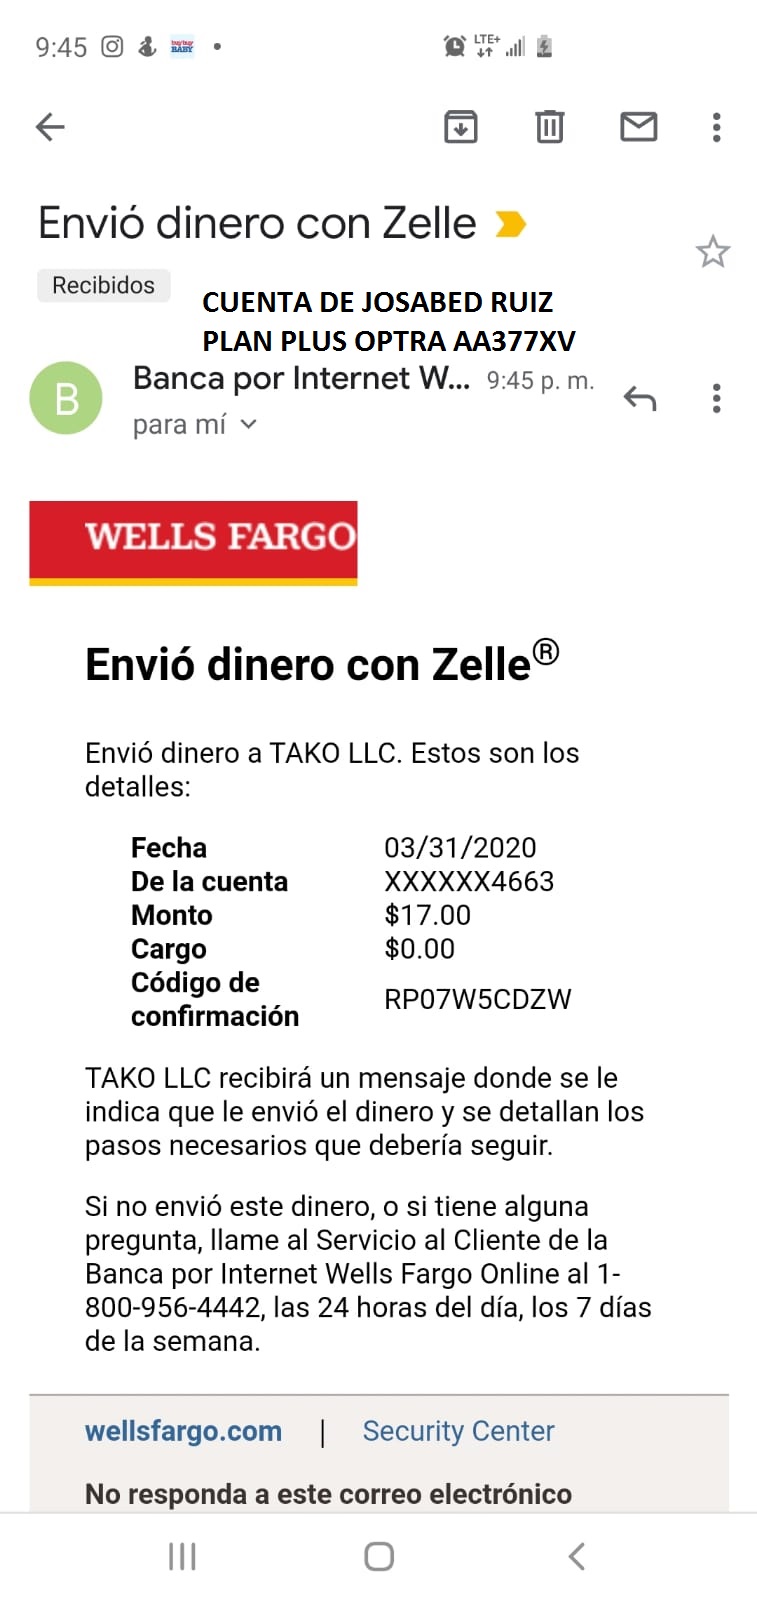 9:45
LTE+
Envió dinero con Zelle
Recibidos
CUENTA DE JOSABED RUIZ
PLAN PLUS OPTRA AA377XV
B
Banca por Internet W... 9:45 p. m.
para mí
WELLS FARGO
Envió dinero con Zelle®
Envió dinero a TAKO LLC. Estos son los
detalles:
Fecha 03/31/2020
De la cuenta XXXXXX4663
Monto $17.00
Cargo $0.00
Código de
confirmación RP07W5CDZW
TAKO LLC recibirá un mensaje donde se le
indica que le envió el dinero y se detallan los
pasos necesarios que debería seguir.
Si no envió este dinero, o si tiene alguna
pregunta, llame al Servicio al Cliente de la
Banca por Internet Wells Fargo Online al 1-
800-956-4442, las 24 horas del día, los 7 días
de la semana.
wellsfargo.com | Security Center
No responda a este correo electrónico